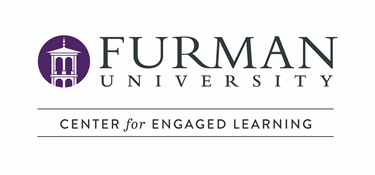 FURMAN
UNIVERSITY
CENTER for ENGAGED LEARNING